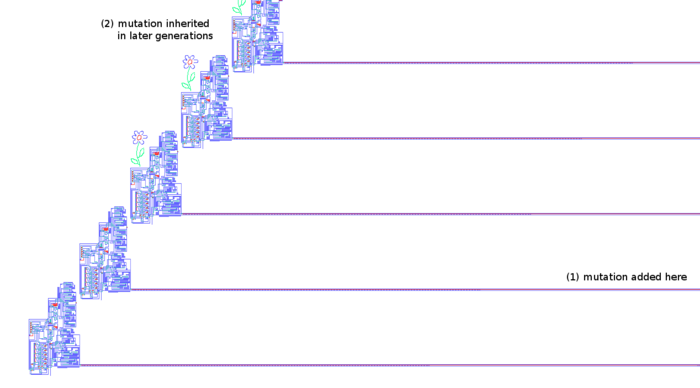 (2) mutation inherited
in later generations
(1) mutation added here